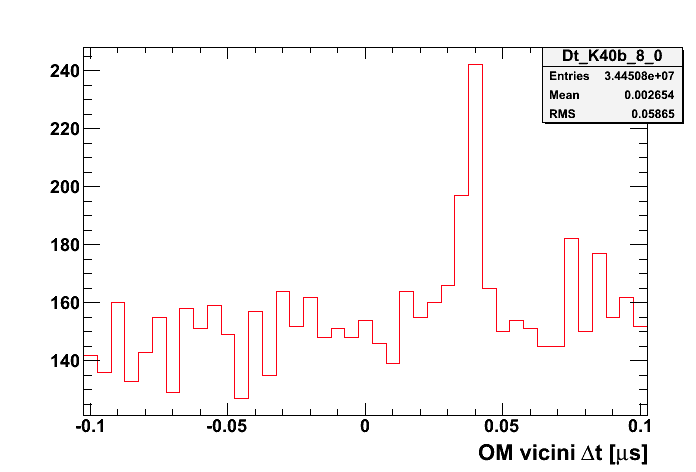 Dt_K40b_8_0
Entries 3.44508e+07
Mean 0.002654
RMS 0.05865
240
220
200
180
160
140
-0.1 -0.05 0 0.05 0.1
OM vicini Δt [μs]